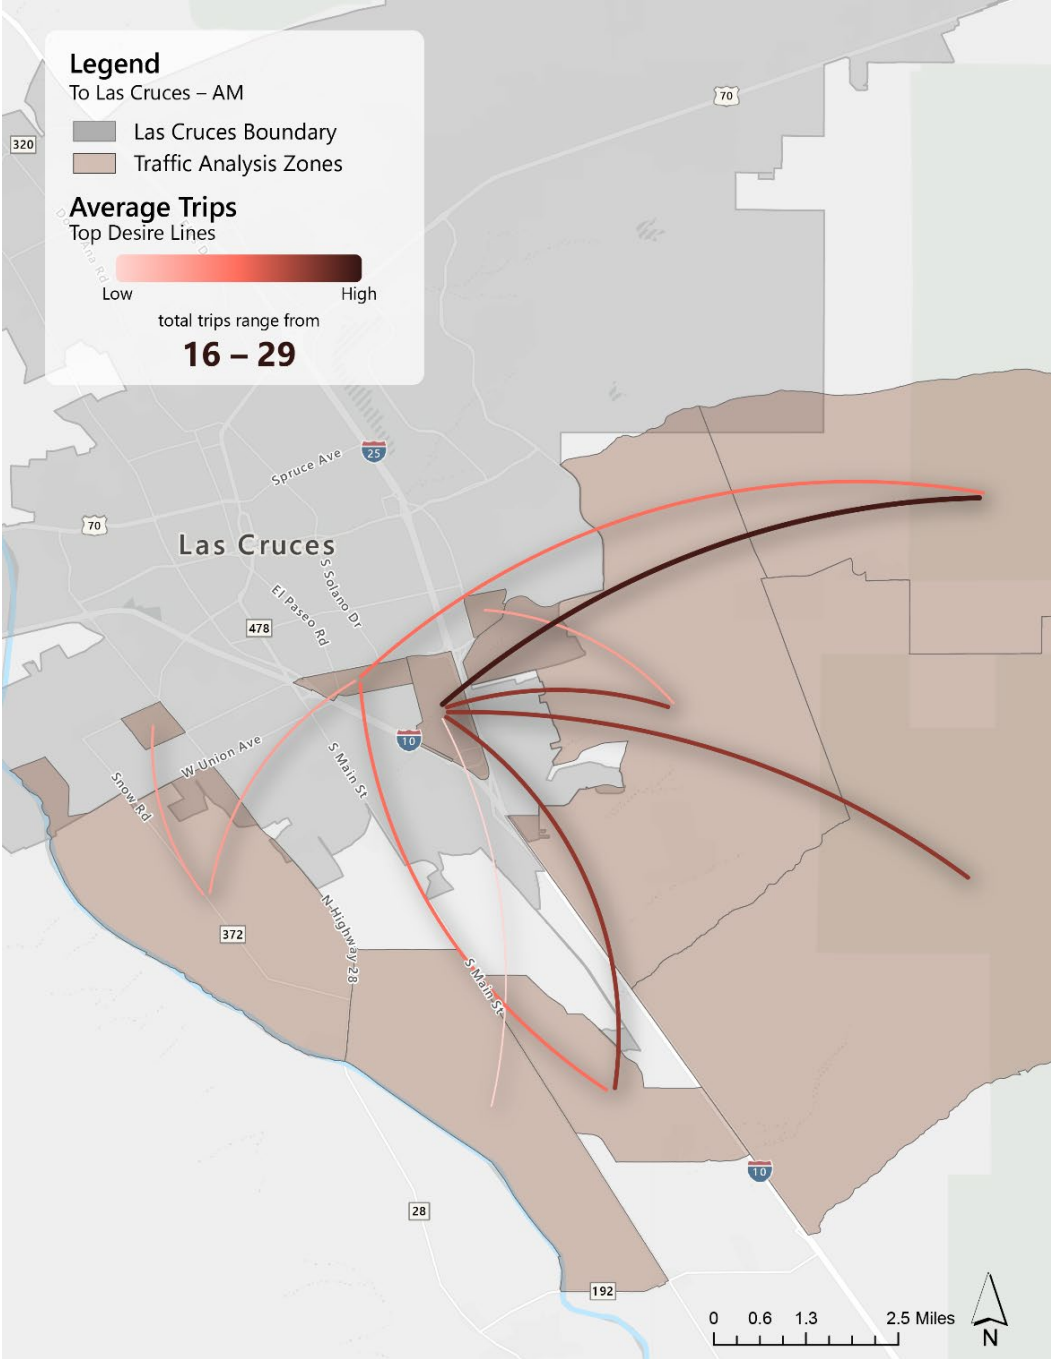 Legend
To Las Cruces – AM
Las Cruces Boundary
Traffic Analysis Zones
Average Trips
Top Desire Lines
Low
High
total trips range from
16 – 29
320
70
25
Spruce Ave
70
Las Cruces
S Solano Dr
El Paseo Rd
478
10
W Union Ave
S Main St
Snow Rd
N Highway 28
372
S Main St
10
28
192
0 0.6 1.3 2.5 Miles
N